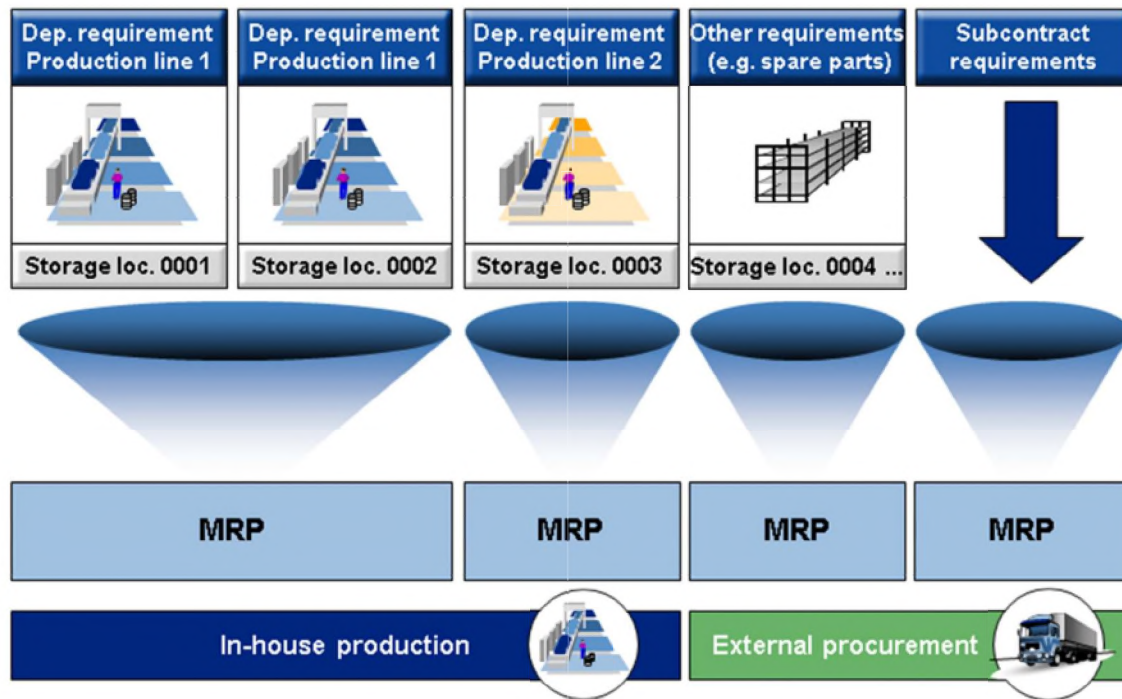 Dep. requirement
Production line 1
Dep. requirement
Production line 1
Dep. requirement
Production line 2
Other requirements
(e.g. spare parts)
Subcontract
requirements
Storage loc. 0001
Storage loc. 0002
Storage loc. 0003
Storage loc. 0004 ...
MRP
MRP
MRP
MRP
In-house production
External procurement